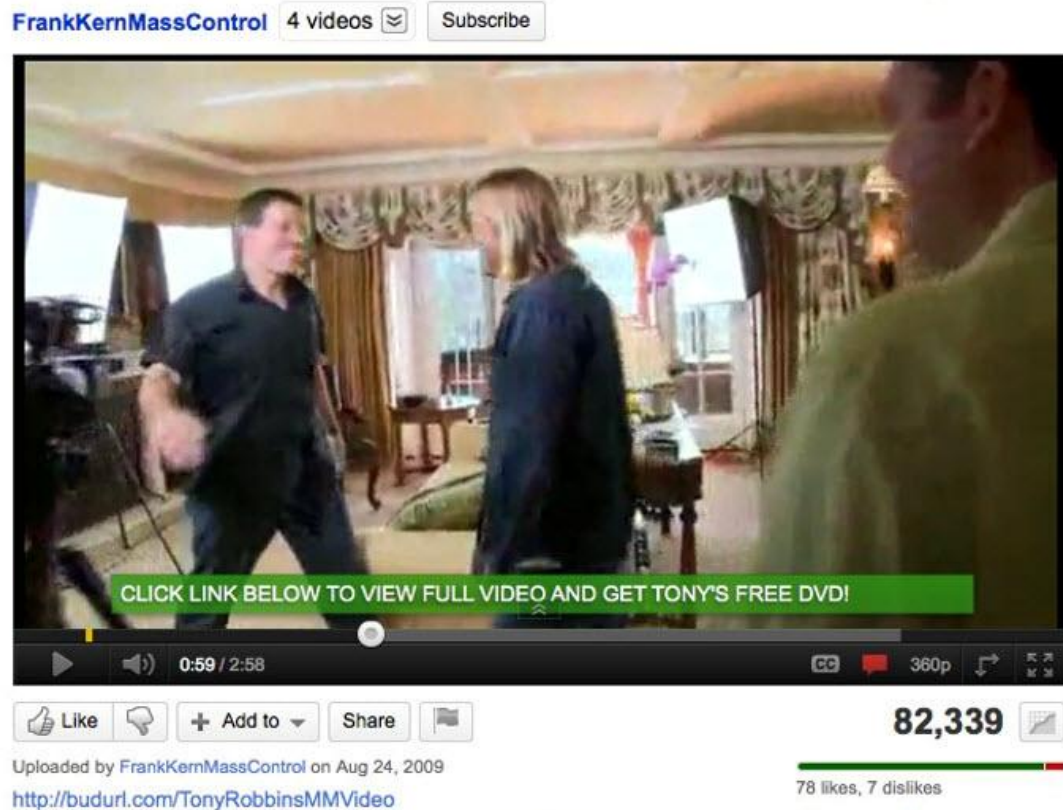 FrankKernMassControl 4 videos Subscribe
CLICK LINK BELOW TO VIEW FULL VIDEO AND GET TONY'S FREE DVD!
0:59 / 2:58 CC 360p
Like Add to Share 82,339
Uploaded by FrankKernMassControl on Aug 24, 2009
78 likes, 7 dislikes
http://budurl.com/TonyRobbinsMMVideo